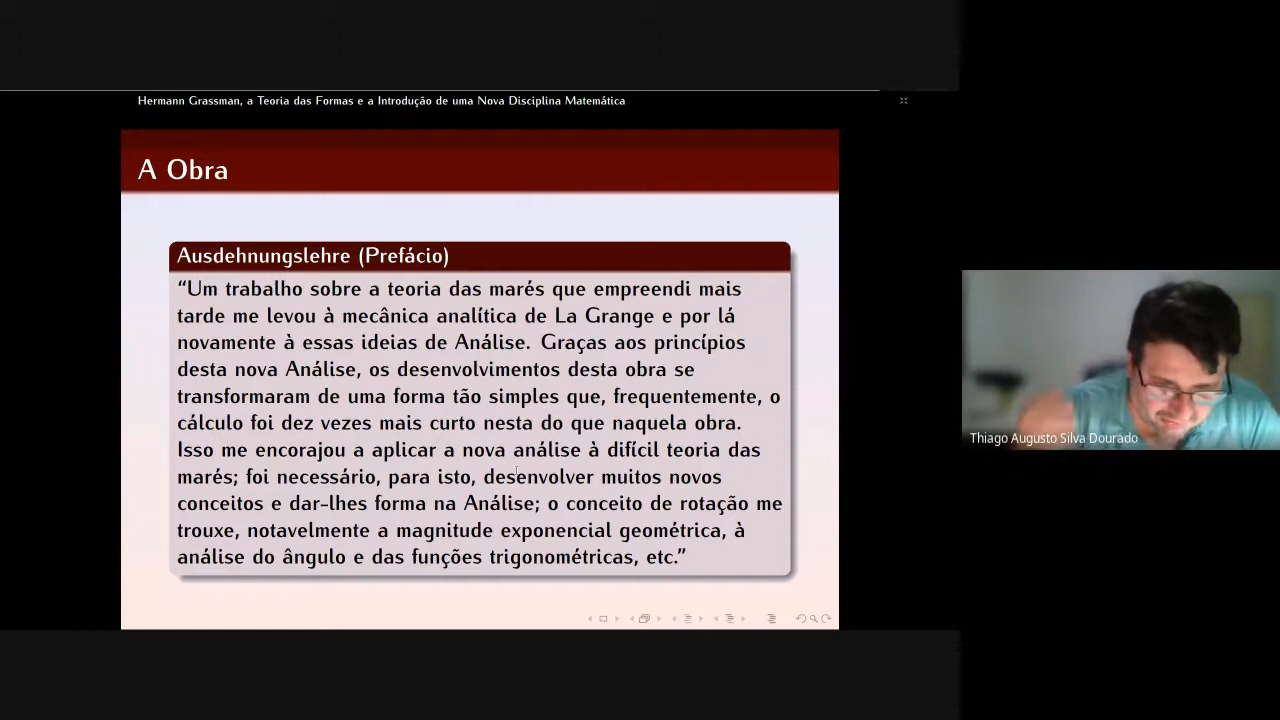 Hermann Grassman, a Teoria das Formas e a Introdução de uma Nova Disciplina Matemática
A Obra
Ausdehnungslehre (Prefácio)
“Um trabalho sobre a teoria das marés que empreendi mais
tarde me levou à mecânica analítica de La Grange e por lá
novamente à essas ideias de Análise. Graças aos princípios
desta nova Análise, os desenvolvimentos desta obra se
transformaram de uma forma tão simples que, frequentemente, o
cálculo foi dez vezes mais curto nesta do que naquela obra.
Isso me encorajou a aplicar a nova análise à difícil teoria das
marés; foi necessário, para isto, desenvolver muitos novos
conceitos e dar-lhes forma na Análise; o conceito de rotação me
trouxe, notavelmente a magnitude exponencial geométrica, à
análise do ângulo e das funções trigonométricas, etc.”
Thiago Augusto Silva Dourado